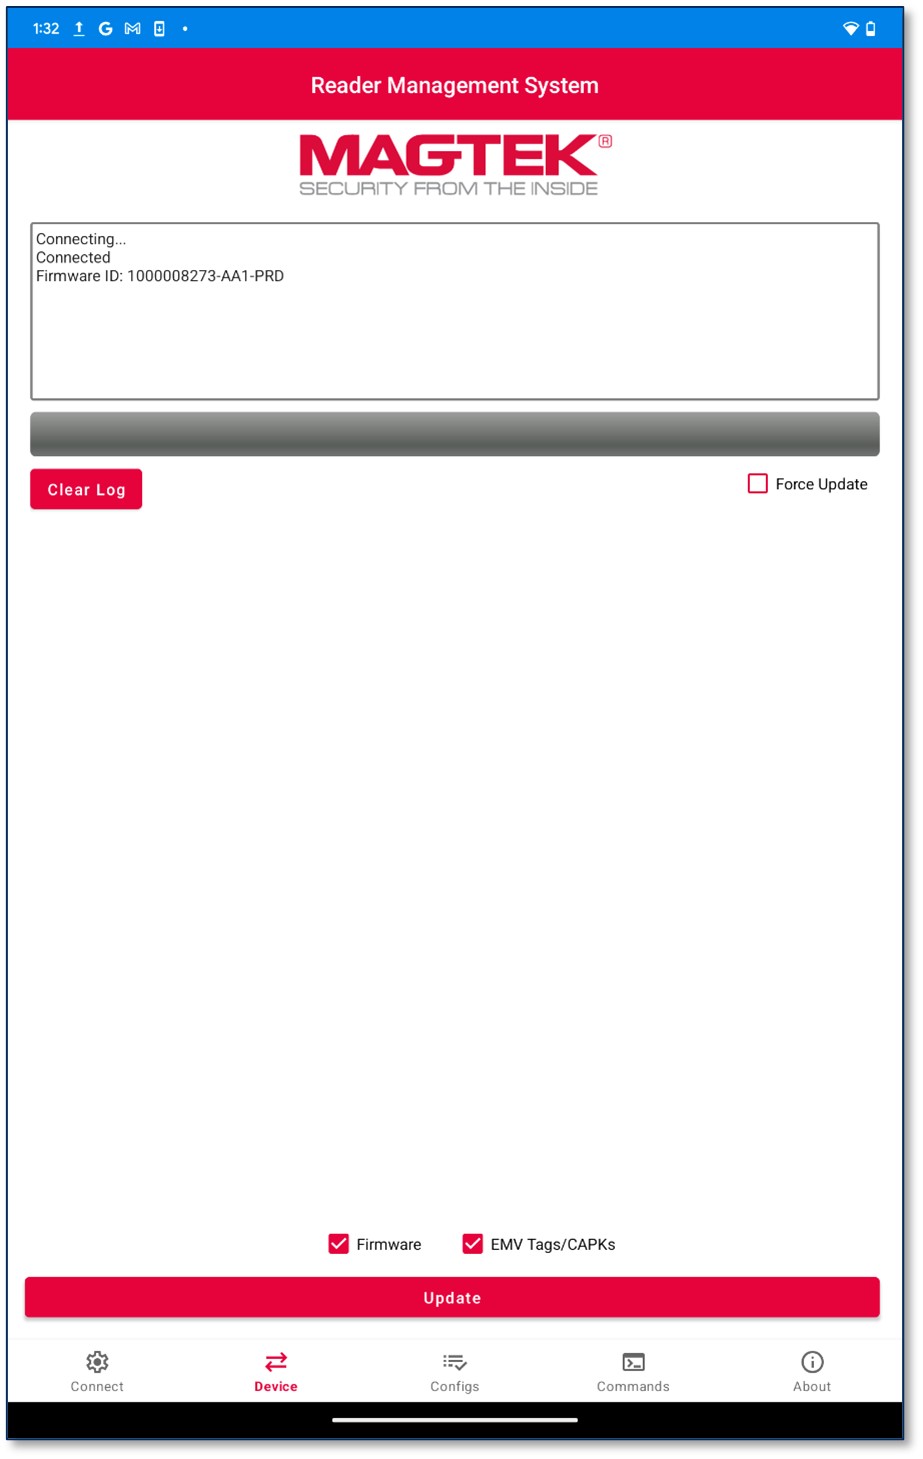 1:32
Reader Management System
MAGTEK®
SECURITY FROM THE INSIDE
Connecting...
Connected
Firmware ID: 1000008273-AA1-PRD
Clear Log
Force Update
Firmware
EMV Tags/CAPKs
Update
Connect
Device
Configs
Commands
About